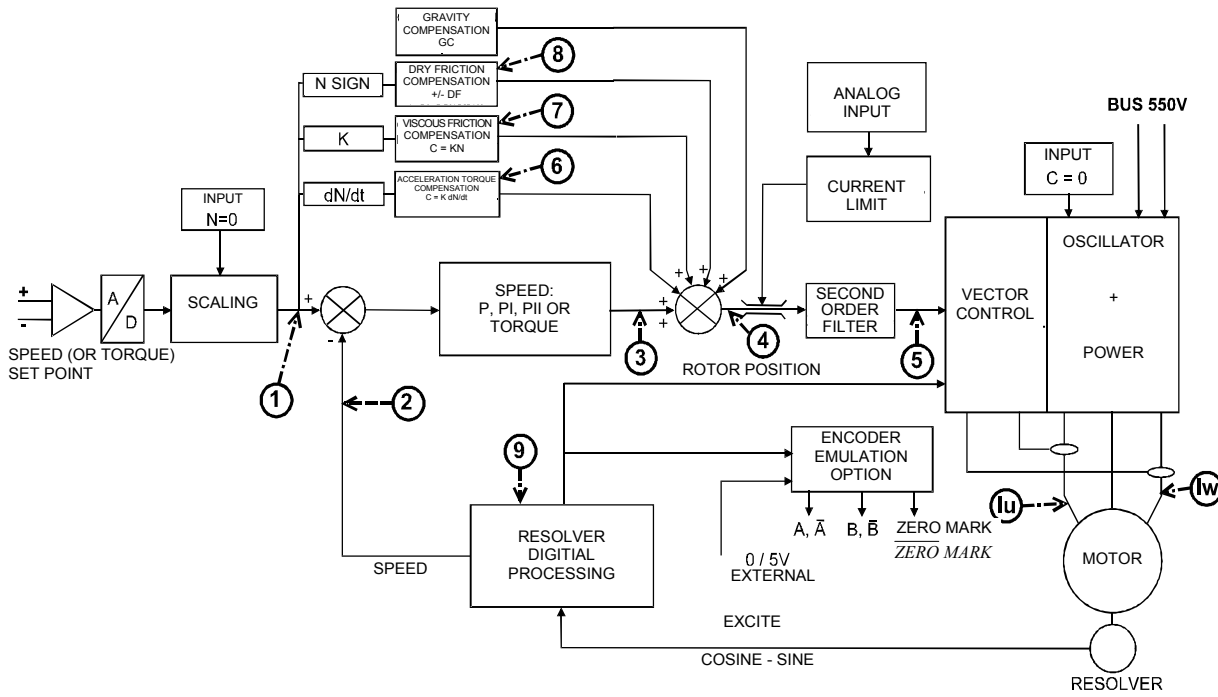 GRAVITY
COMPENSATION
GC
8
N SIGN
DRY FRICTION
COMPENSATION
+/- DF
7
K
VISCOUS FRICTION
COMPENSATION
C = KN
6
dN/dt
ACCELERATION TORQUE
COMPENSATION
C = K dN/dt
ANALOG
INPUT
CURRENT
LIMIT
BUS 550V
INPUT
C = 0
INPUT
N=0
+
-
A
D
SCALING
+
-
SPEED:
P, PI, PII OR
TORQUE
+
+
+
+
+
+
SECOND
ORDER
FILTER
VECTOR
CONTROL
OSCILLATOR
+
POWER
SPEED (OR TORQUE)
SET POINT
1
2
3
4
5
ROTOR POSITION
9
RESOLVER
DIGITIAL
PROCESSING
SPEED
ENCODER
EMULATION
OPTION
A, A̅
B, B̅
ZERO MARK
Z̅E̅R̅O̅ MARK
0 / 5V
EXTERNAL
Iu
Iw
MOTOR
EXCITE
COSINE - SINE
RESOLVER